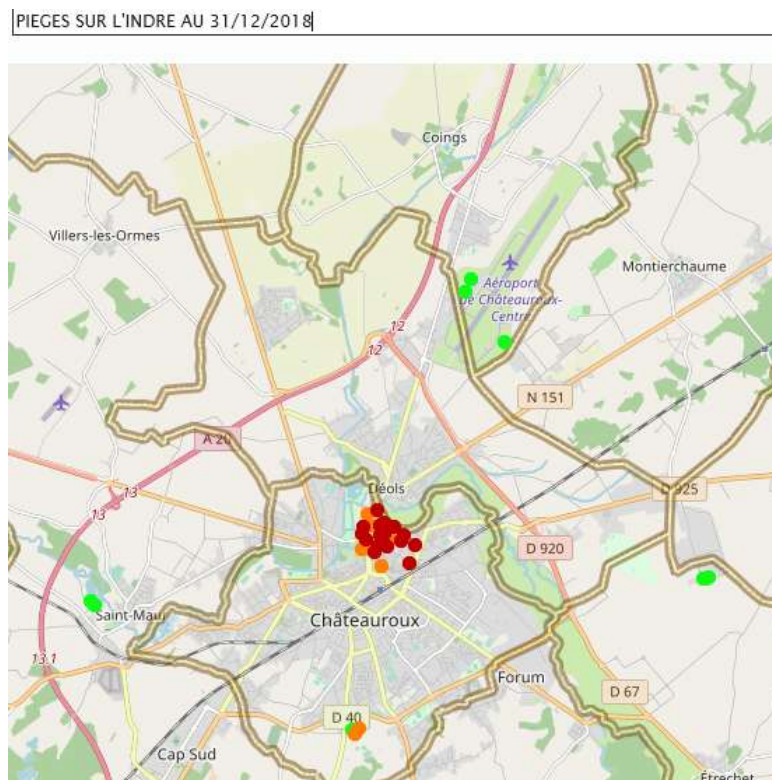 PIEGES SUR L'INDRE AU 31/12/2018
Coings
Villers-les-Ormes
Montierchaume
Aéroport
de Châteauroux-
Centre
12
12
N 151
A 20
13
13
Déols
D 925
D 920
Saint-Maur
Châteauroux
13.1
Forum
D 67
D 40
Cap Sud
Étrechet